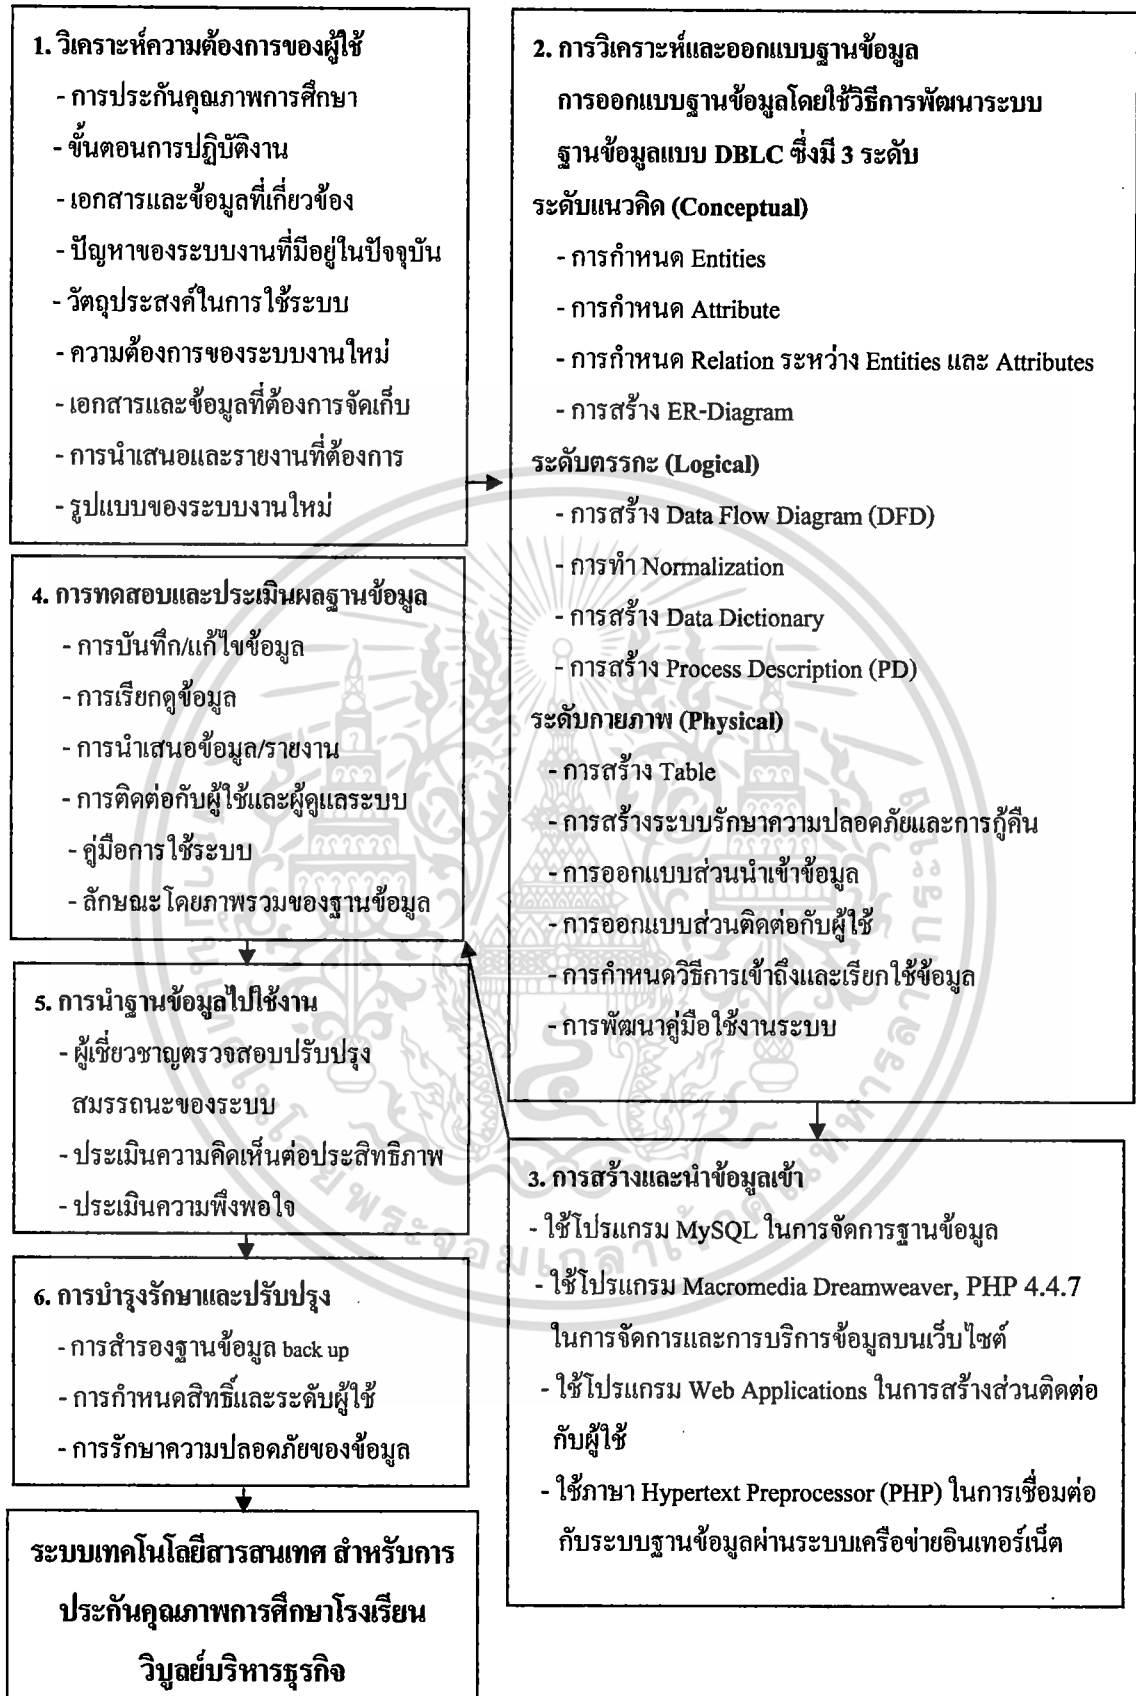 1. วิเคราะห์ความต้องการของผู้ใช้
- การประกันคุณภาพการศึกษา
- ขั้นตอนการปฏิบัติงาน
- เอกสารและข้อมูลที่เกี่ยวข้อง
- ปัญหาของระบบงานที่มีอยู่ในปัจจุบัน
- วัตถุประสงค์ในการใช้ระบบ
- ความต้องการของระบบงานใหม่
- เอกสารและข้อมูลที่ต้องการจัดเก็บ
- การนำเสนอและรายงานที่ต้องการ
- รูปแบบของระบบงานใหม่
2. การวิเคราะห์และออกแบบฐานข้อมูล
การออกแบบฐานข้อมูลโดยใช้วิธีการพัฒนาระบบ
ฐานข้อมูลแบบ DBLC ซึ่งมี 3 ระดับ
ระดับแนวคิด (Conceptual)
- การกำหนด Entities
- การกำหนด Attribute
- การกำหนด Relation ระหว่าง Entities และ Attributes
- การสร้าง ER-Diagram
ระดับตรรกะ (Logical)
- การสร้าง Data Flow Diagram (DFD)
- การทำ Normalization
- การสร้าง Data Dictionary
- การสร้าง Process Description (PD)
ระดับกายภาพ (Physical)
- การสร้าง Table
- การสร้างระบบรักษาความปลอดภัยและการกู้คืน
- การออกแบบส่วนนำเข้าข้อมูล
- การออกแบบส่วนติดต่อกับผู้ใช้
- การกำหนดวิธีการเข้าถึงและเรียกใช้ข้อมูล
- การพัฒนาคู่มือใช้งานระบบ
3. การสร้างและนำข้อมูลเข้า
- ใช้โปรแกรม MySQL ในการจัดการฐานข้อมูล
- ใช้โปรแกรม Macromedia Dreamweaver, PHP 4.4.7
ในการจัดการและการบริการข้อมูลบนเว็บไซต์
- ใช้โปรแกรม Web Applications ในการสร้างส่วนติดต่อ
กับผู้ใช้
- ใช้ภาษา Hypertext Preprocessor (PHP) ในการเชื่อมต่อ
กับระบบฐานข้อมูลผ่านระบบเครือข่ายอินเทอร์เน็ต
4. การทดสอบและประเมินผลฐานข้อมูล
- การบันทึก/แก้ไขข้อมูล
- การเรียกดูข้อมูล
- การนำเสนอข้อมูล/รายงาน
- การติดต่อกับผู้ใช้และผู้ดูแลระบบ
- คู่มือการใช้ระบบ
- ลักษณะโดยภาพรวมของฐานข้อมูล
5. การนำฐานข้อมูลไปใช้งาน
- ผู้เชี่ยวชาญตรวจสอบปรับปรุง
สมรรถนะของระบบ
- ประเมินความคิดเห็นต่อประสิทธิภาพ
- ประเมินความพึงพอใจ
6. การบำรุงรักษาและปรับปรุง
- การสำรองฐานข้อมูล back up
- การกำหนดสิทธิ์และระดับผู้ใช้
- การรักษาความปลอดภัยของข้อมูล
ระบบเทคโนโลยีสารสนเทศ สำหรับการ
ประกันคุณภาพการศึกษาโรงเรียน
วิบูลย์บริหารธุรกิจ